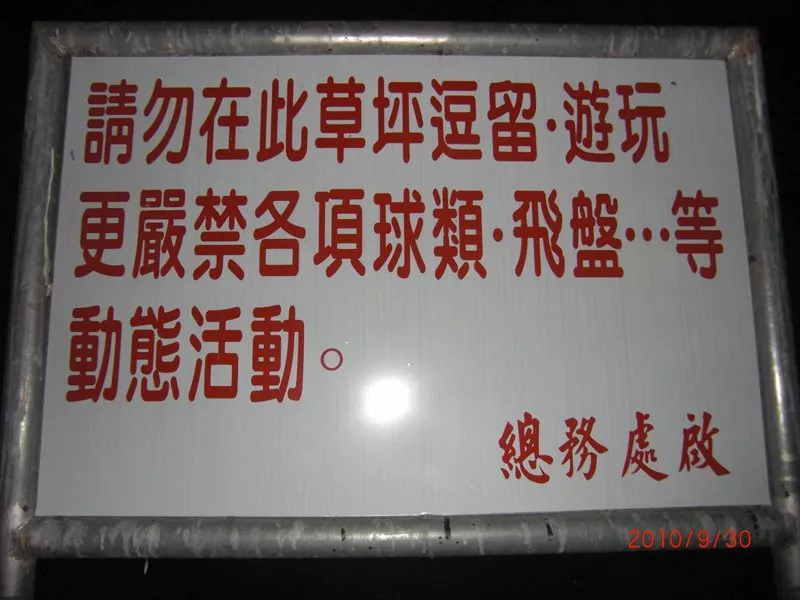 請勿在此草坪逗留·遊玩
更嚴禁各項球類·飛盤…等
動態活動。
總務處啟
2010/9/30